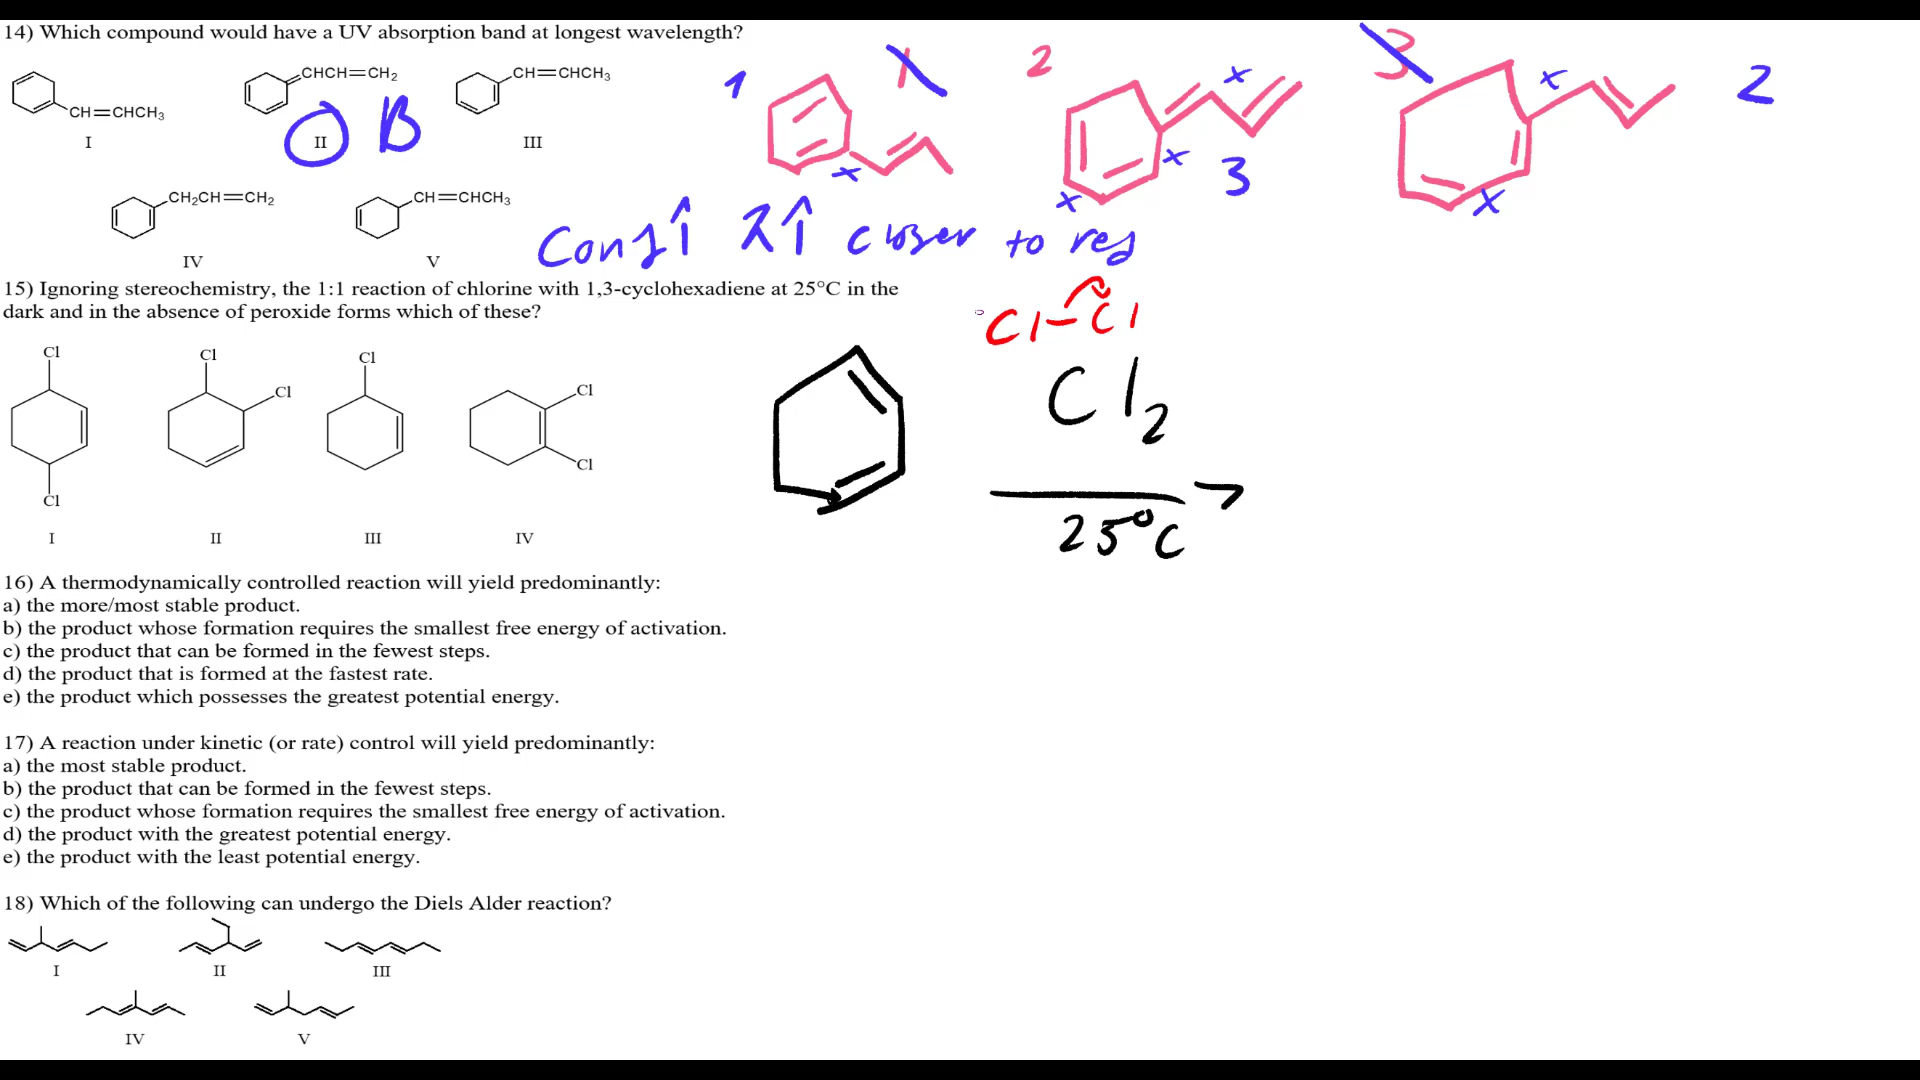 14) Which compound would have a UV absorption band at longest wavelength?
CH=CHCH3
I
CHCH=CH2
II
CH=CHCH3
III
CH2CH=CH2
IV
CH=CHCH3
V
B
1
1
2
x
x
x
x
3
3
x
x
2
Conj↑ λ↑ closer to red
15) Ignoring stereochemistry, the 1:1 reaction of chlorine with 1,3-cyclohexadiene at 25°C in the
dark and in the absence of peroxide forms which of these?
Cl
Cl
I
Cl
Cl
II
Cl
III
Cl
Cl
IV
Cl-Cl
Cl2
25°C
16) A thermodynamically controlled reaction will yield predominantly:
a) the more/most stable product.
b) the product whose formation requires the smallest free energy of activation.
c) the product that can be formed in the fewest steps.
d) the product that is formed at the fastest rate.
e) the product which possesses the greatest potential energy.
17) A reaction under kinetic (or rate) control will yield predominantly:
a) the most stable product.
b) the product that can be formed in the fewest steps.
c) the product whose formation requires the smallest free energy of activation.
d) the product with the greatest potential energy.
e) the product with the least potential energy.
18) Which of the following can undergo the Diels Alder reaction?
I
II
III
IV
V